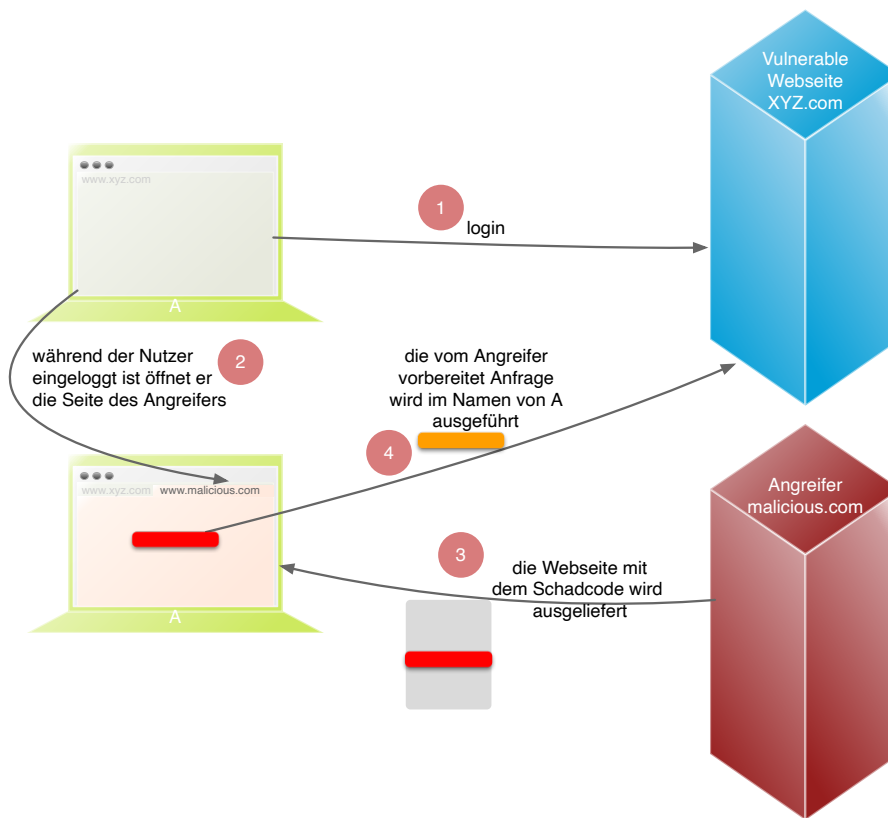 Vulnerable
Webseite
XYZ.com
www.xyz.com
1
login
A
während der Nutzer
eingeloggt ist öffnet er
die Seite des Angreifers
2
die vom Angreifer
vorbereitet Anfrage
wird im Namen von A
ausgeführt
4
www.xyz.com
www.malicious.com
A
Angreifer
malicious.com
3
die Webseite mit
dem Schadcode wird
ausgeliefert